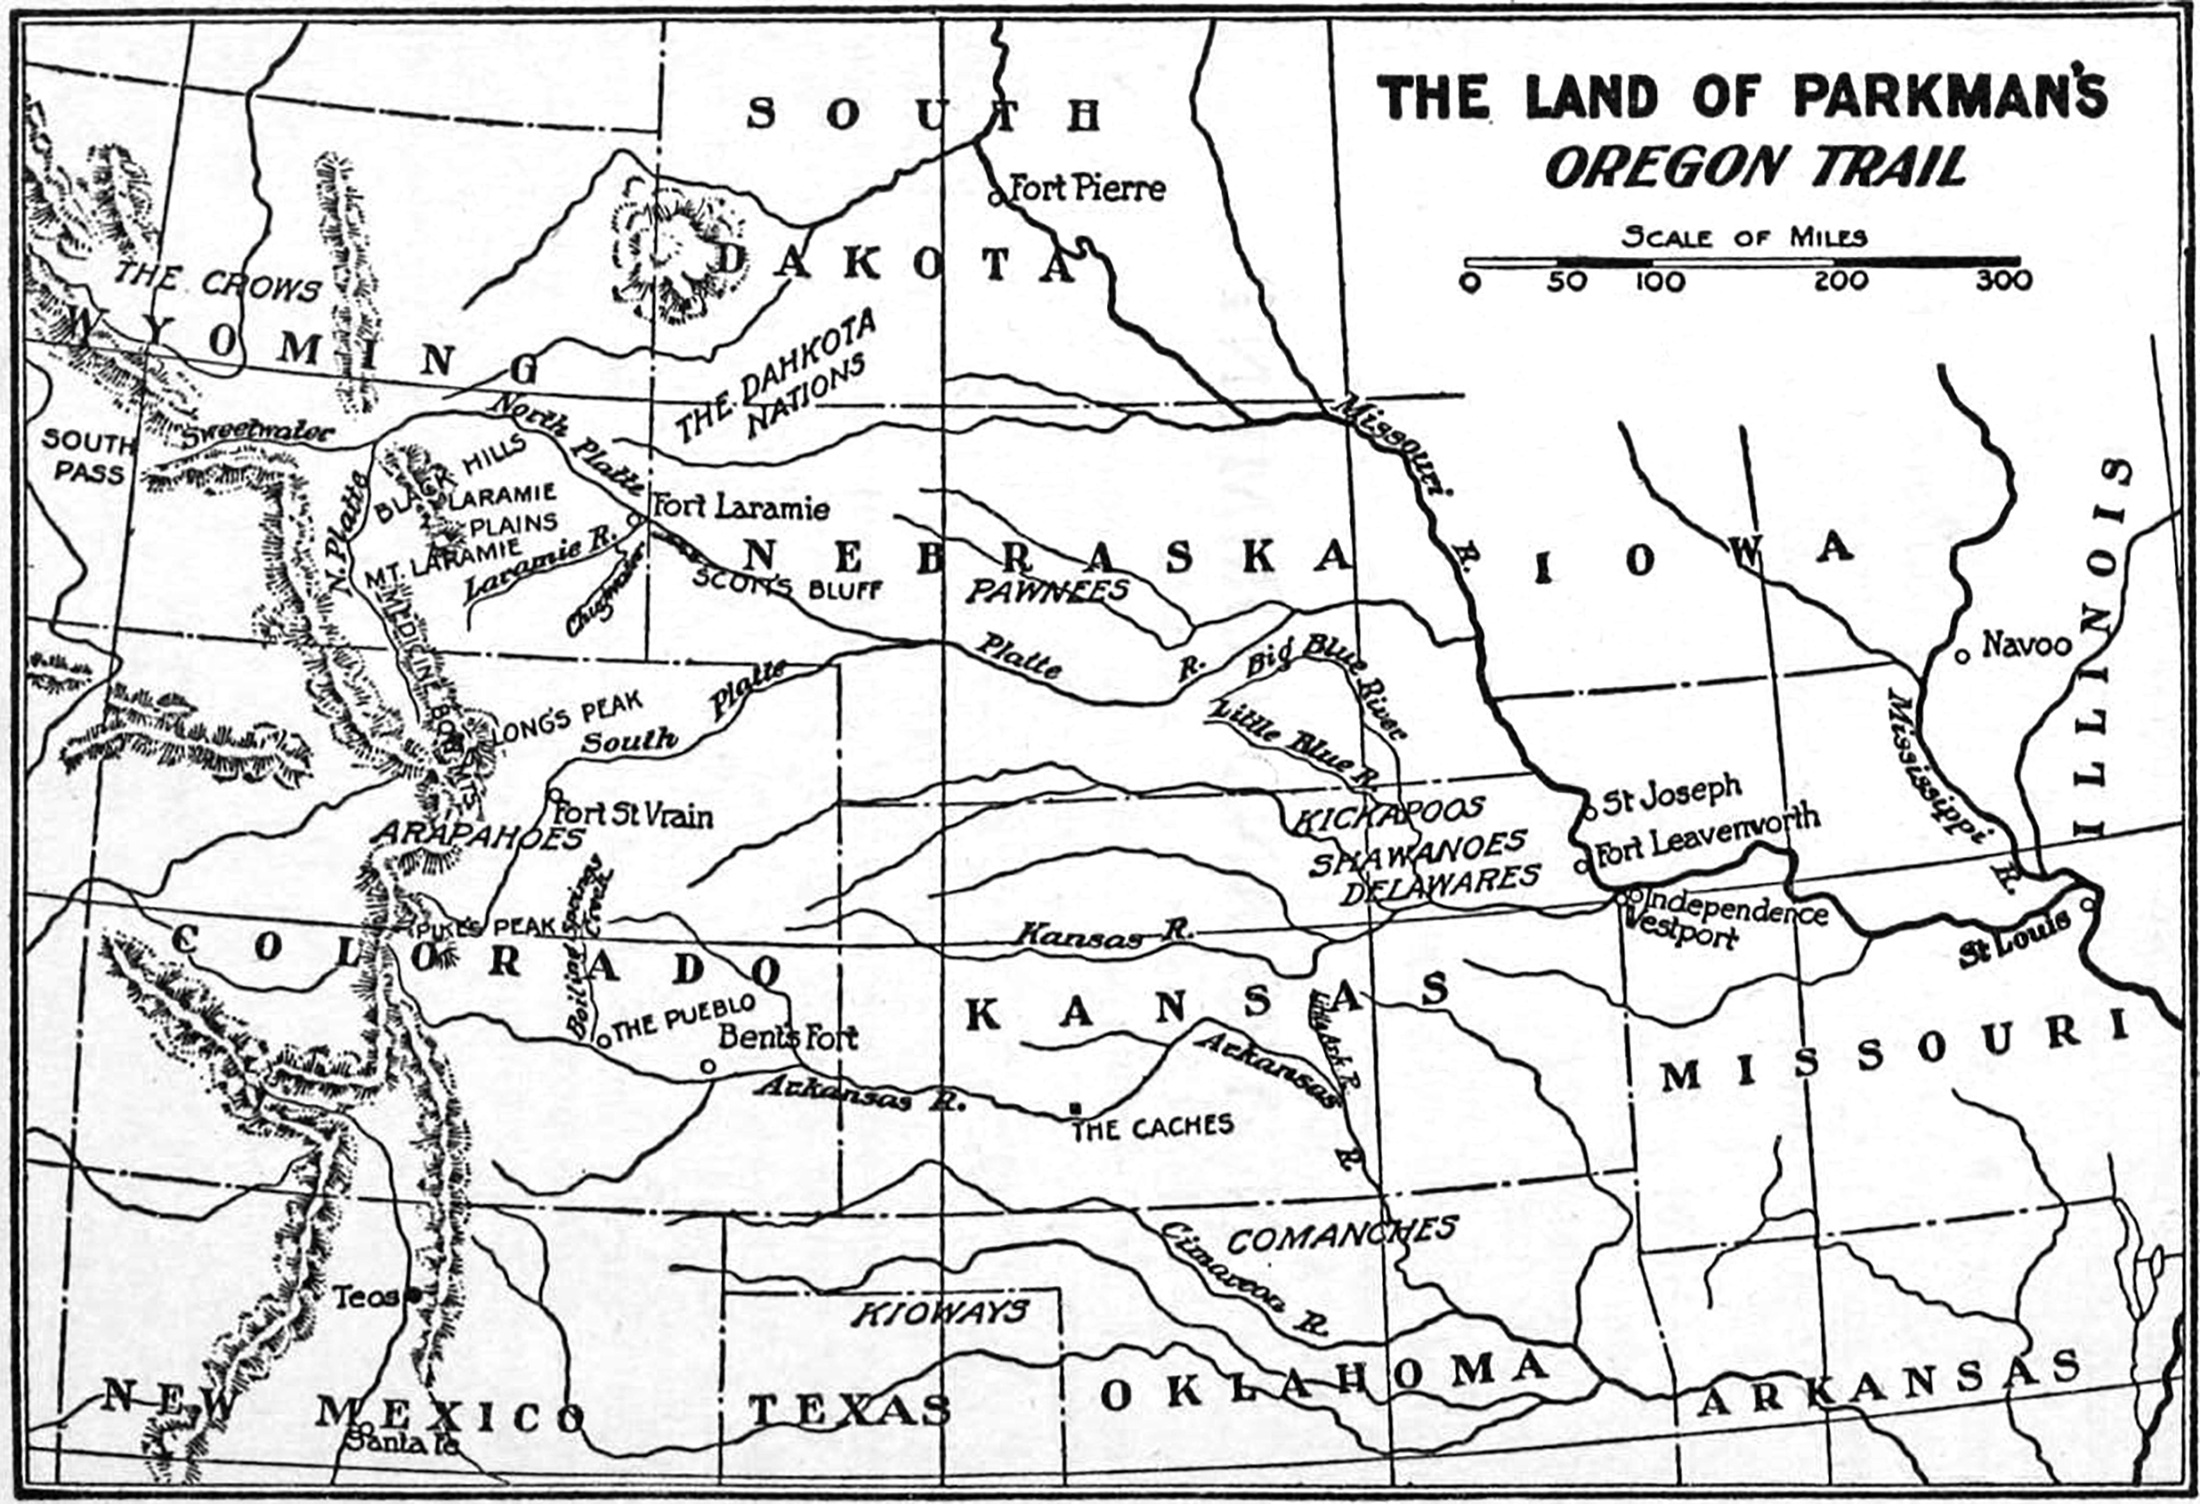 THE LAND OF PARKMAN'S
OREGON TRAIL
SCALE OF MILES
0 50 100 200 300
SOUTH
DAKOTA
Fort Pierre
THE CROWS
WYOMING
THE DAHKOTA
NATIONS
North Platte
Missouri R.
Sweetwater
SOUTH
PASS
BLACK HILLS
N. Platte
LARAMIE
PLAINS
MT. LARAMIE
Laramie R.
Fort Laramie
Chugwater
SCOTT'S BLUFF
NEBRASKA
PAWNEES
IOWA
ILLINOIS
Navoo
Mississippi R.
MEDICINE BOW MTS
LONG'S PEAK
South Platte
Platte R.
Big Blue River
Little Blue R.
Fort St Vrain
ARAPAHOES
KICKAPOOS
SHAWANOES
DELAWARES
St Joseph
Fort Leavenworth
Independence
Westport
St Louis
PIKE'S PEAK
Boiling Spring Creek
COLORADO
Kansas R.
KANSAS
MISSOURI
THE PUEBLO
Bent's Fort
Arkansas R.
Little Ark R.
Arkansas R.
THE CACHES
COMANCHES
Cimarron R.
KIOWAYS
Teos
NEW MEXICO
Santa Fe
TEXAS
OKLAHOMA
ARKANSAS